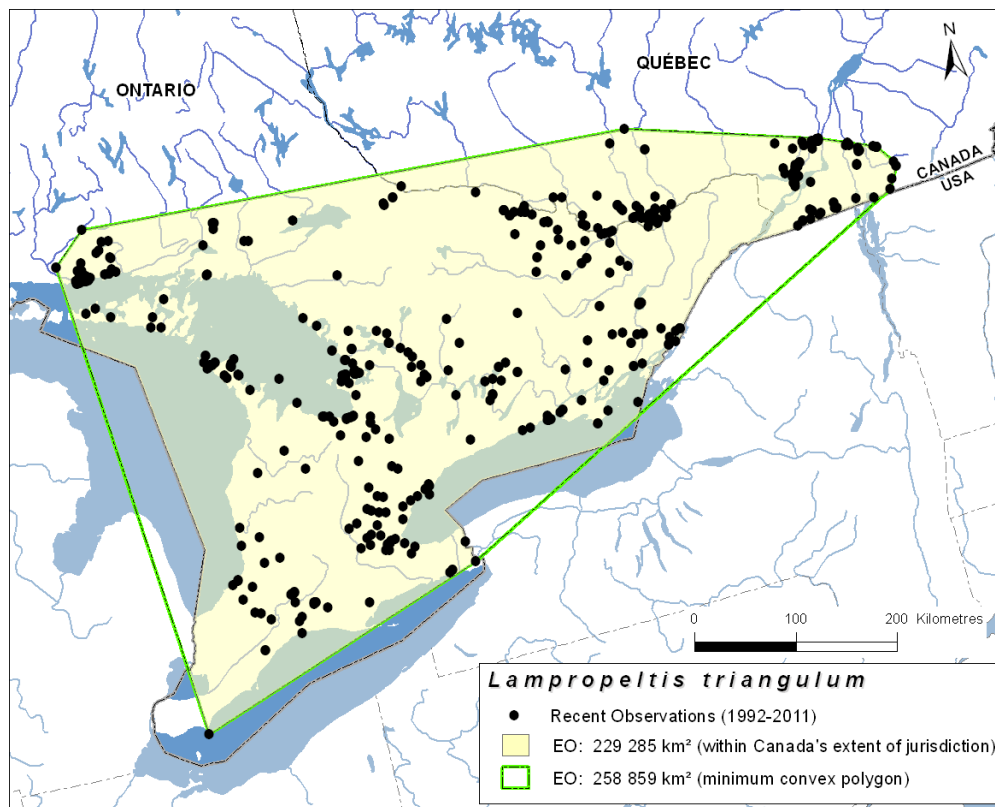 N
QUÉBEC
ONTARIO
CANADA
USA
0 100 200 Kilometres
Lampropeltis triangulum
Recent Observations (1992-2011)
EO: 229 285 km² (within Canada's extent of jurisdiction)
EO: 258 859 km² (minimum convex polygon)